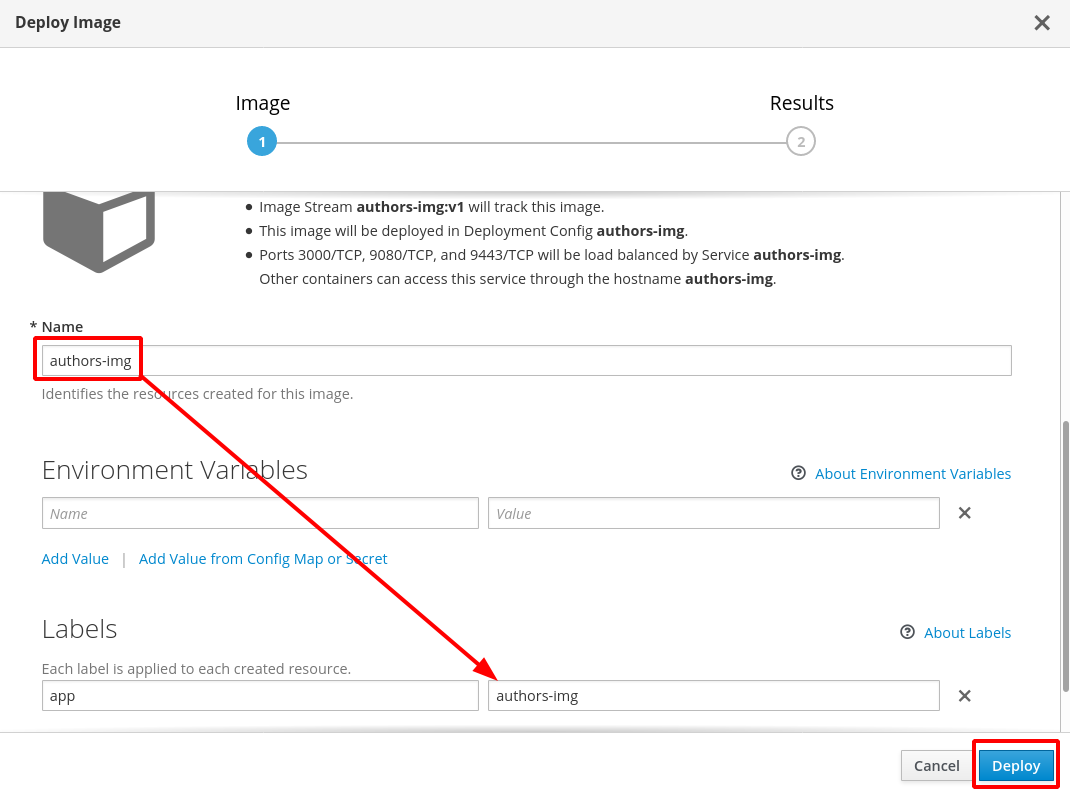 Deploy Image
Image
Results
1
2
Image Stream authors-img:v1 will track this image.
This image will be deployed in Deployment Config authors-img.
Ports 3000/TCP, 9080/TCP, and 9443/TCP will be load balanced by Service authors-img.
Other containers can access this service through the hostname authors-img.
* Name
authors-img
Identifies the resources created for this image.
Environment Variables
About Environment Variables
Name
Value
Add Value | Add Value from Config Map or Secret
Labels
About Labels
Each label is applied to each created resource.
app
authors-img
Cancel
Deploy